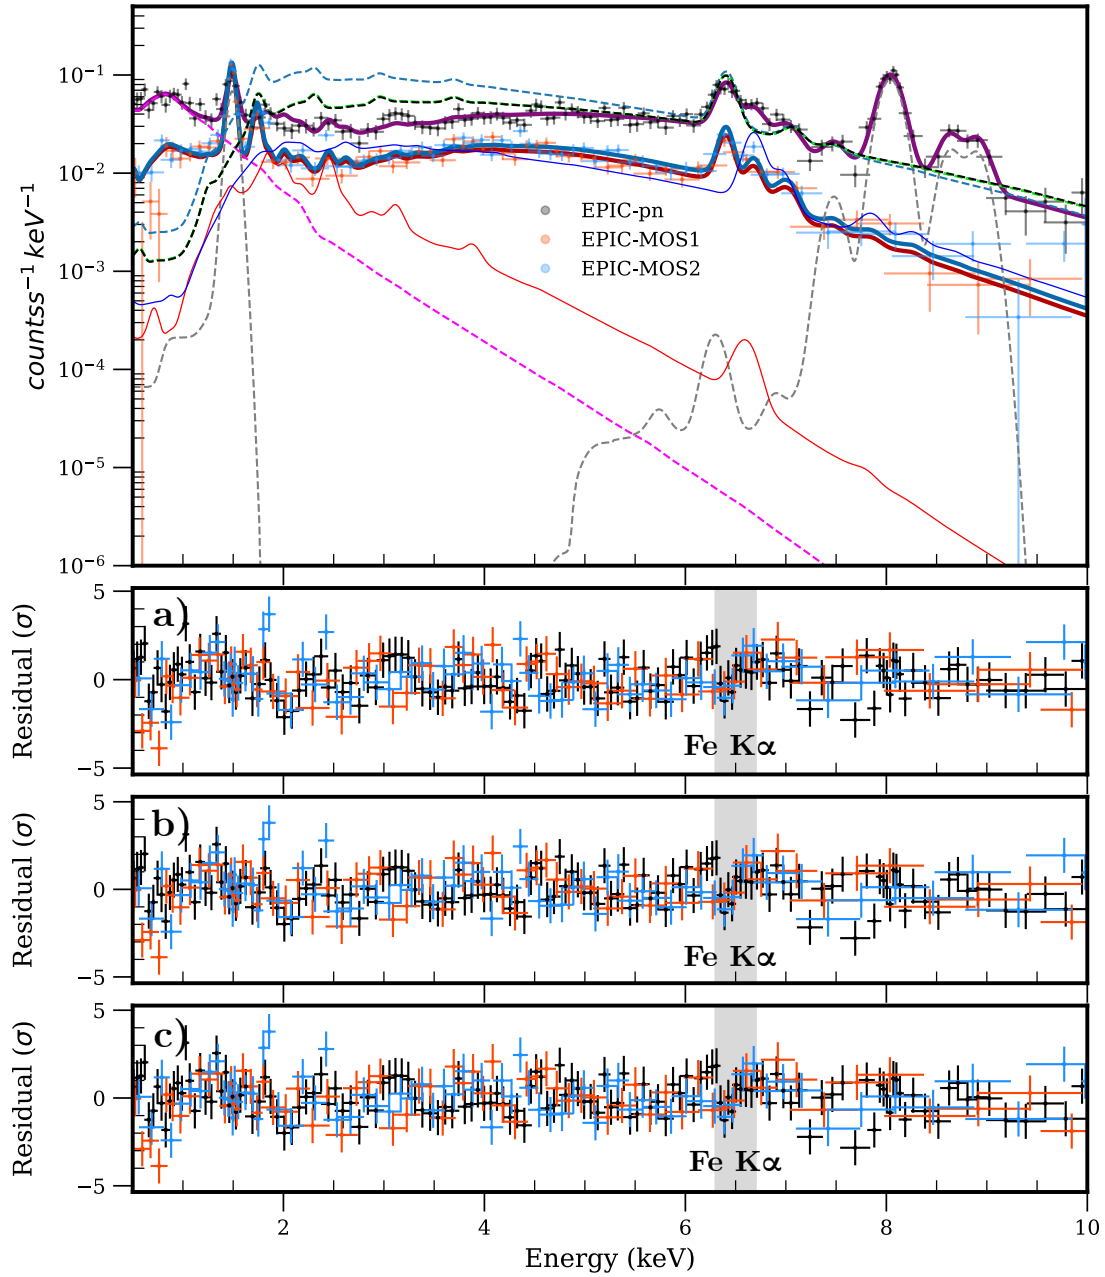 10⁻¹
10⁻²
10⁻³
10⁻⁴
10⁻⁵
10⁻⁶
countss⁻¹ keV⁻¹
EPIC-pn
EPIC-MOS1
EPIC-MOS2
a)
5
0
−5
Residual (σ)
Fe Kα
b)
5
0
−5
Residual (σ)
Fe Kα
c)
5
0
−5
Residual (σ)
Fe Kα
2 4 6 8 10
Energy (keV)